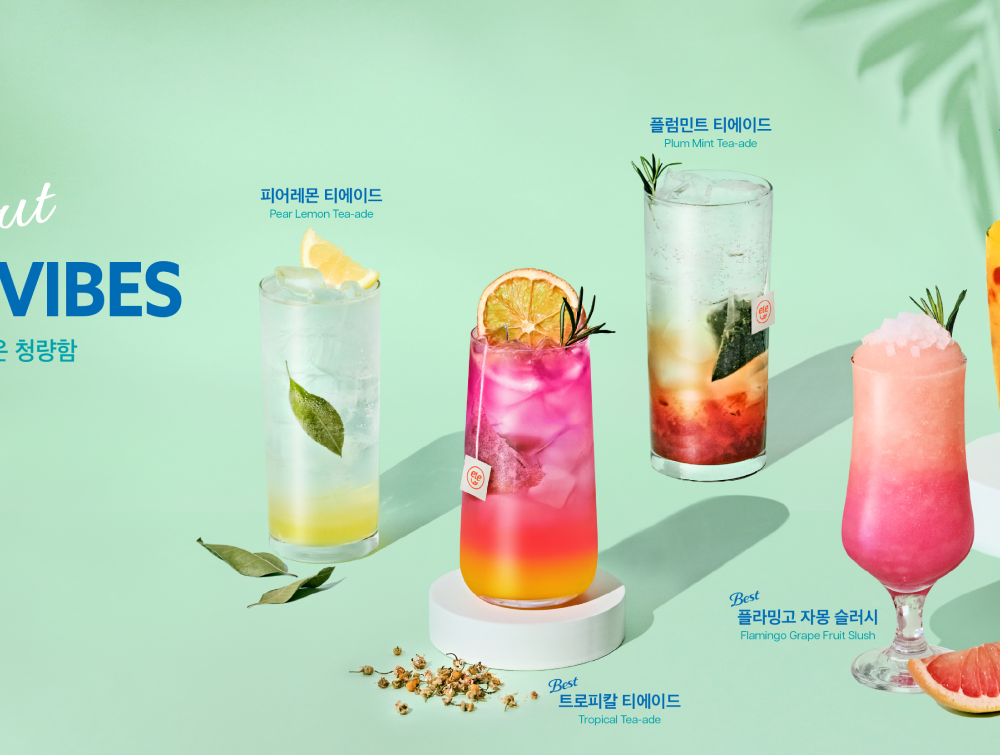 ut
VIBES
은 청량함
피어레몬 티에이드
Pear Lemon Tea-ade
플럼민트 티에이드
Plum Mint Tea-ade
ete
ete
Best
플라밍고 자몽 슬러시
Flamingo Grape Fruit Slush
Best
트로피칼 티에이드
Tropical Tea-ade